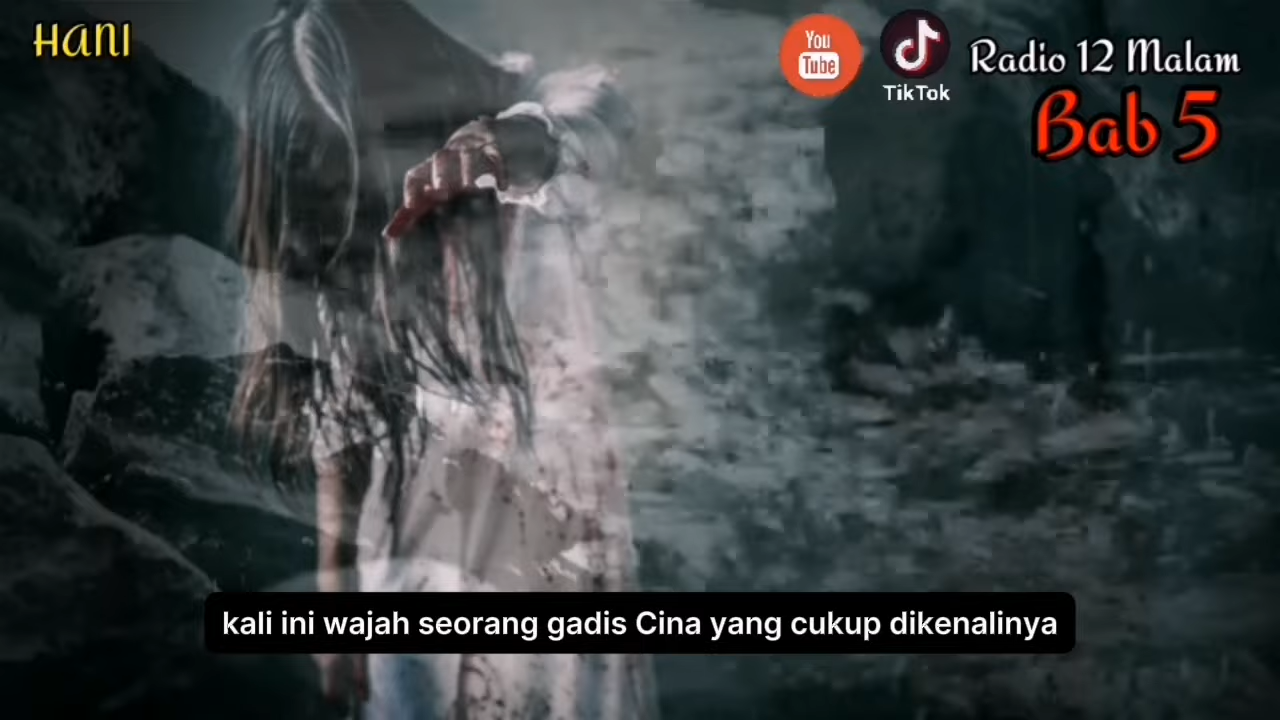 HANI
You
Tube
TikTok
Radio 12 Malam
Bab 5
kali ini wajah seorang gadis Cina yang cukup dikenalinya